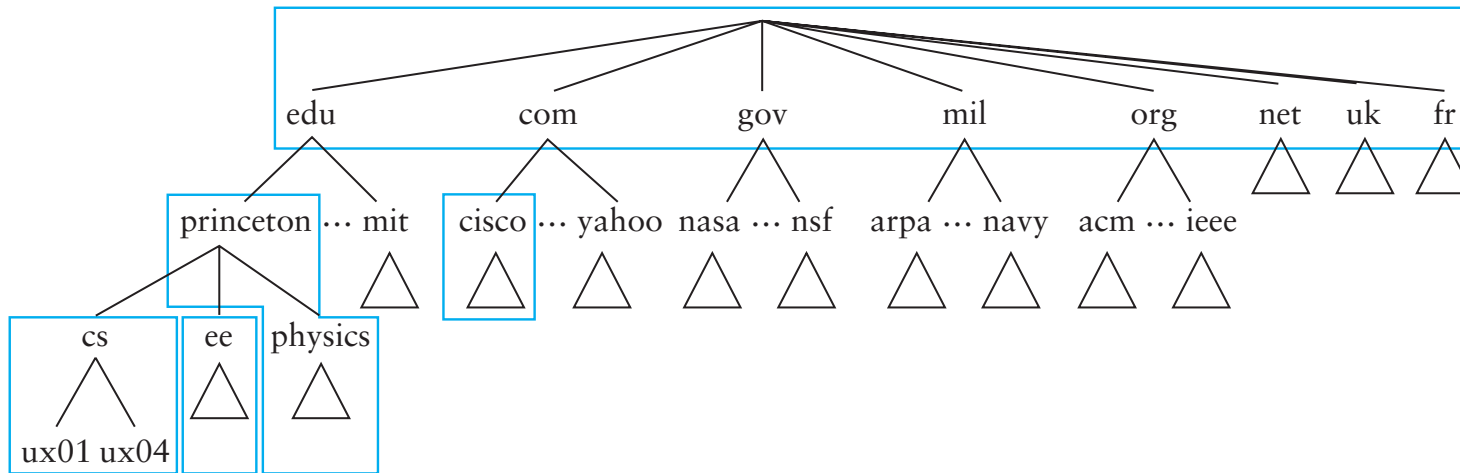 edu com gov mil org net uk fr
princeton ... mit cisco ... yahoo nasa ... nsf arpa ... navy acm ... ieee
cs ee physics
ux01 ux04